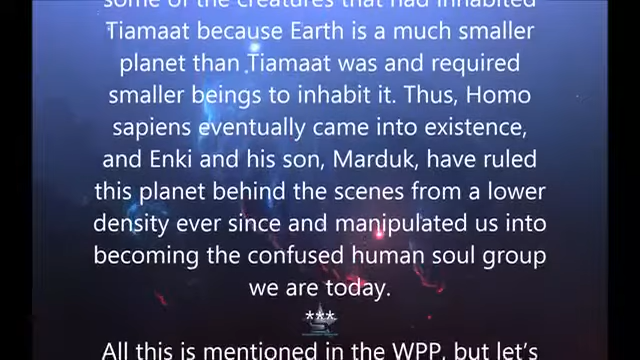 some of the creatures that had inhabited
Tiamaat because Earth is a much smaller
planet than Tiamaat was and required
smaller beings to inhabit it. Thus, Homo
sapiens eventually came into existence,
and Enki and his son, Marduk, have ruled
this planet behind the scenes from a lower
density ever since and manipulated us into
becoming the confused human soul group
we are today.
***
All this is mentioned in the WPP, but let's